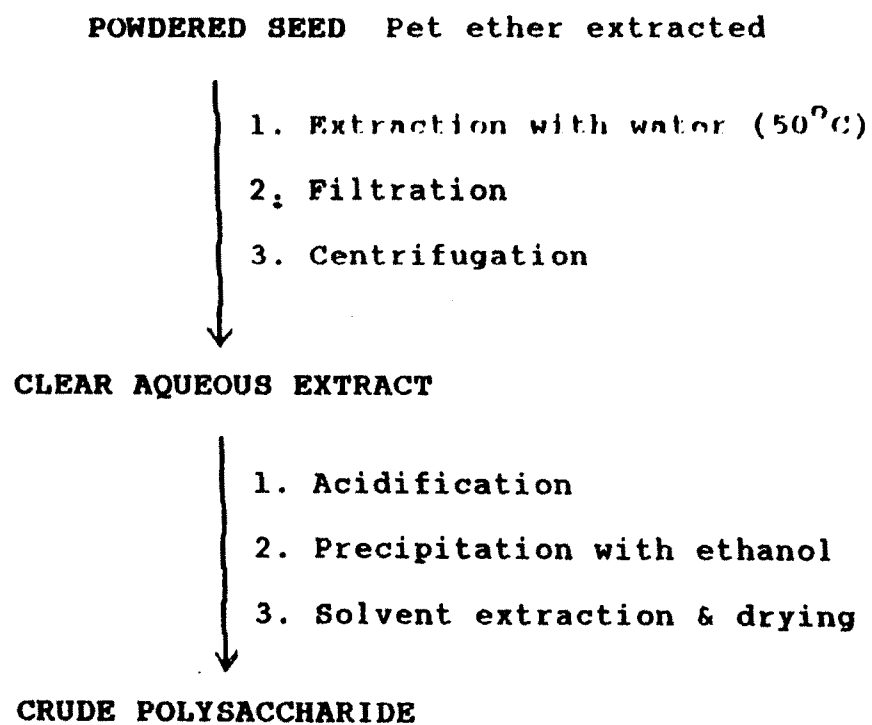 POWDERED SEED Pet ether extracted
1. Extraction with water (50°C)
2. Filtration
3. Centrifugation
CLEAR AQUEOUS EXTRACT
1. Acidification
2. Precipitation with ethanol
3. Solvent extraction & drying
CRUDE POLYSACCHARIDE